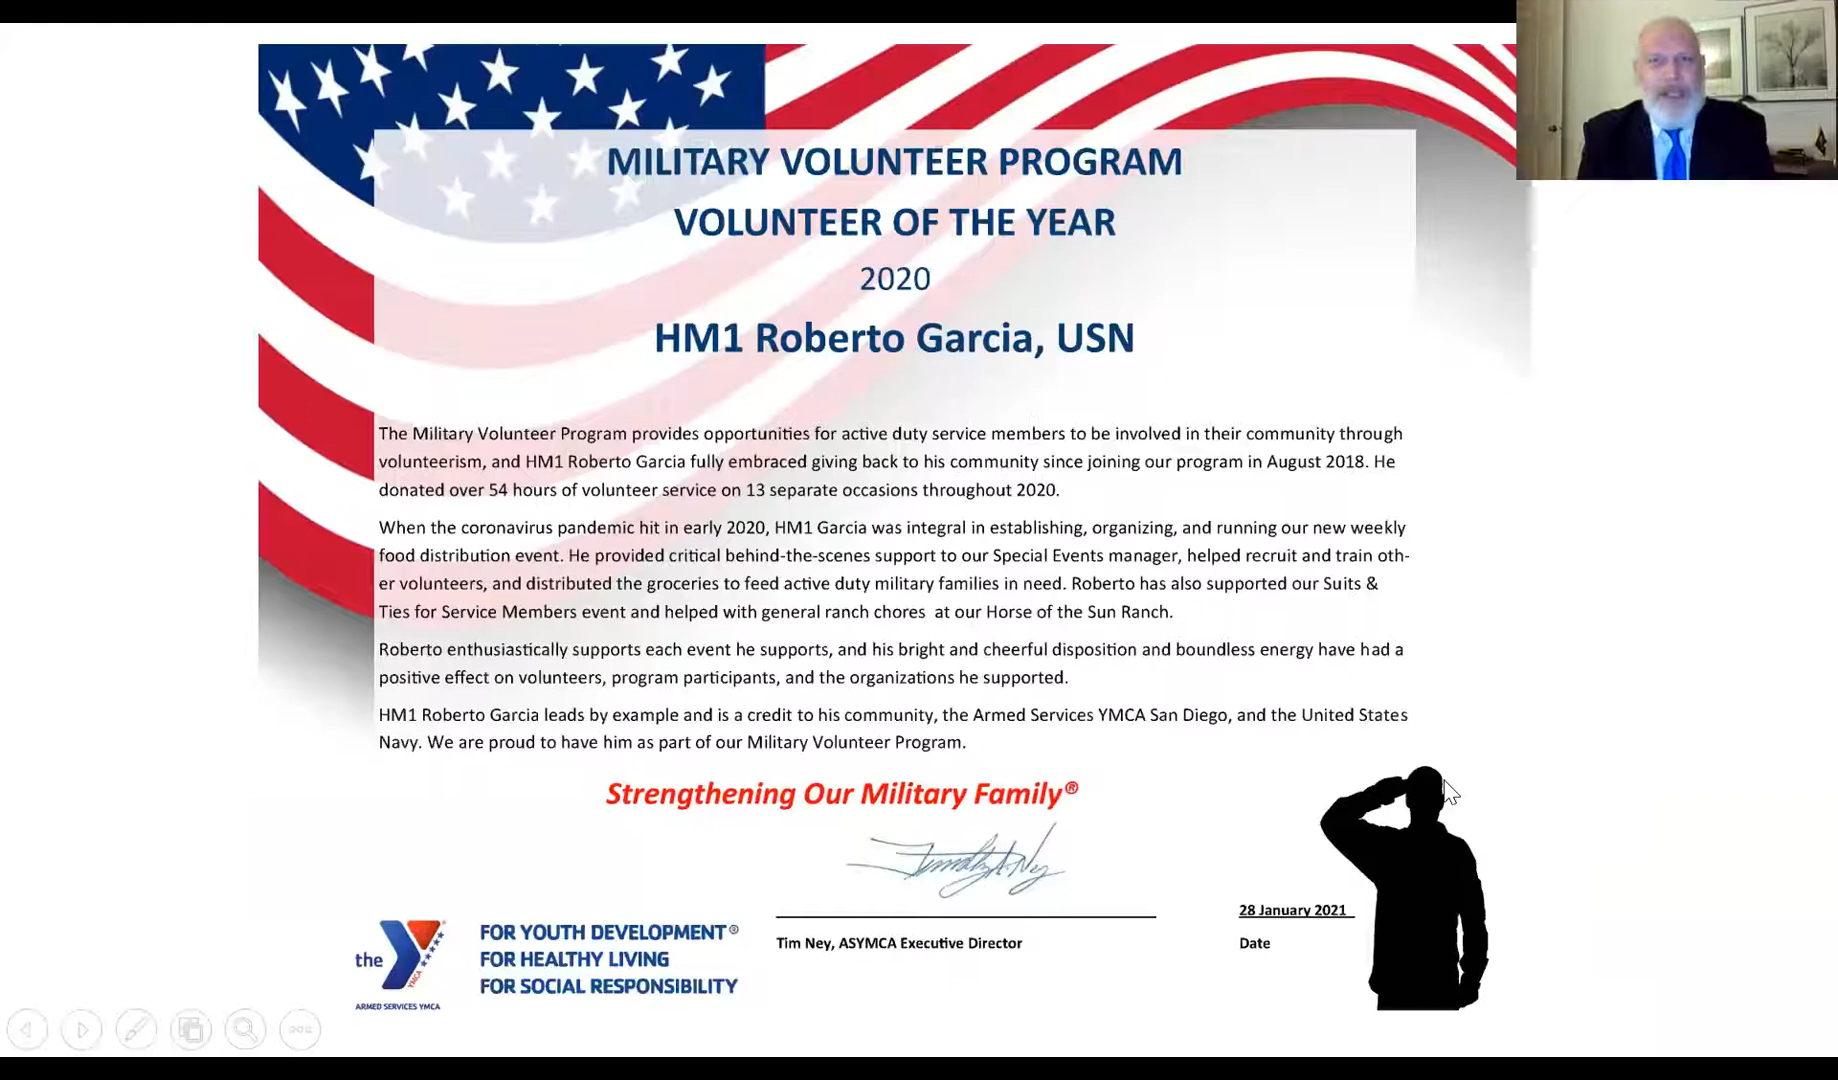 MILITARY VOLUNTEER PROGRAM
VOLUNTEER OF THE YEAR
2020
HM1 Roberto Garcia, USN
The Military Volunteer Program provides opportunities for active duty service members to be involved in their community through
volunteerism, and HM1 Roberto Garcia fully embraced giving back to his community since joining our program in August 2018. He
donated over 54 hours of volunteer service on 13 separate occasions throughout 2020.
When the coronavirus pandemic hit in early 2020, HM1 Garcia was integral in establishing, organizing, and running our new weekly
food distribution event. He provided critical behind-the-scenes support to our Special Events manager, helped recruit and train oth-
er volunteers, and distributed the groceries to feed active duty military families in need. Roberto has also supported our Suits &
Ties for Service Members event and helped with general ranch chores at our Horse of the Sun Ranch.
Roberto enthusiastically supports each event he supports, and his bright and cheerful disposition and boundless energy have had a
positive effect on volunteers, program participants, and the organizations he supported.
HM1 Roberto Garcia leads by example and is a credit to his community, the Armed Services YMCA San Diego, and the United States
Navy. We are proud to have him as part of our Military Volunteer Program.
Strengthening Our Military Family®
Timothy A. Ney
28 January 2021
Tim Ney, ASYMCA Executive Director
Date
the
YMCA
ARMED SERVICES YMCA
FOR YOUTH DEVELOPMENT®
FOR HEALTHY LIVING
FOR SOCIAL RESPONSIBILITY